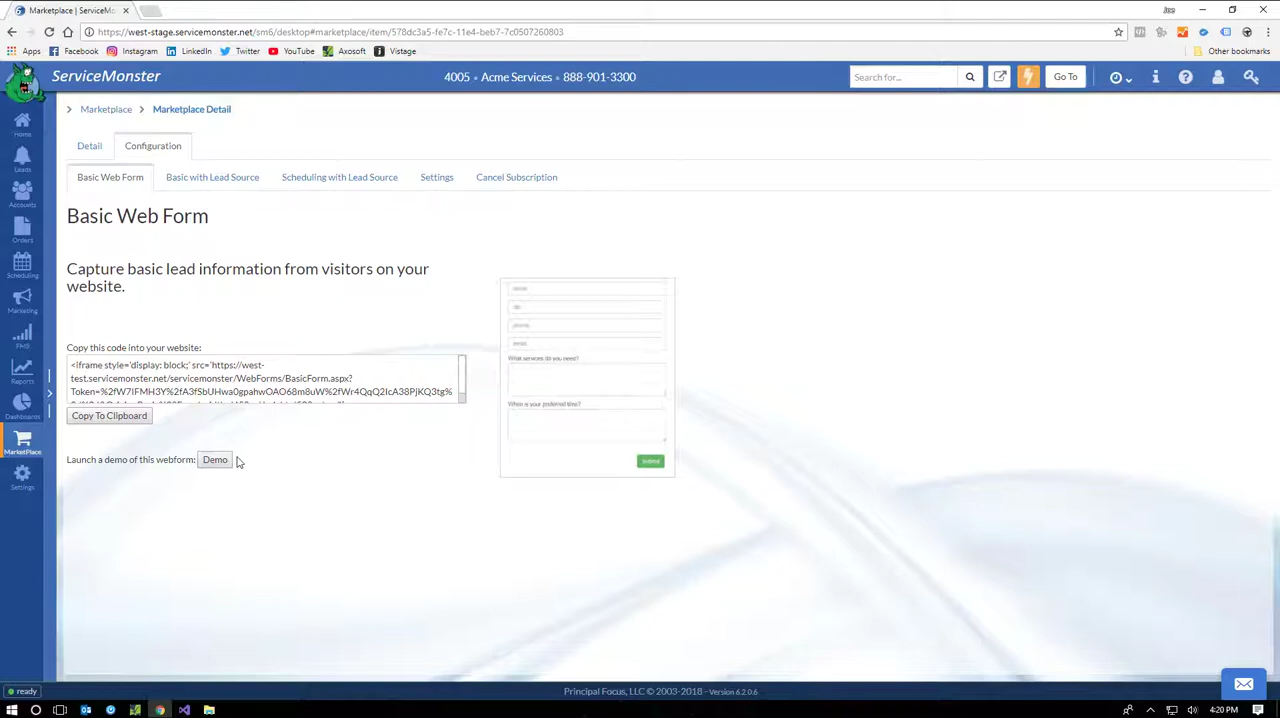 Marketplace | ServiceM
https://west-stage.servicemonster.net/sm6/desktop#marketplace/item/578dc3a5-fe7c-11e4-beb7-7c0507260803
Apps Facebook Instagram LinkedIn Twitter YouTube Axosoft Vistage Other bookmarks
ServiceMonster 4005 • Acme Services • 888-901-3300 Search for... Go To
Home
Leads
Accounts
Orders
Scheduling
Marketing
Reports
Dashboards
MarketPlace
Settings
Marketplace Marketplace Detail
Detail Configuration
Basic Web Form Basic with Lead Source Scheduling with Lead Source Settings Cancel Subscription
Basic Web Form
Capture basic lead information from visitors on your
website.
Copy this code into your website:
<iframe style='display: block;' src='https://west-
test.servicemonster.net/servicemonster/WebForms/BasicForm.aspx?
Copy To Clipboard
Launch a demo of this webform: Demo
name
phone
email
What services do you need?
When is your preferred time?
Submit
ready
Principal Focus, LLC © 2003-2018 - Version 6.2.0.6
4:20 PM